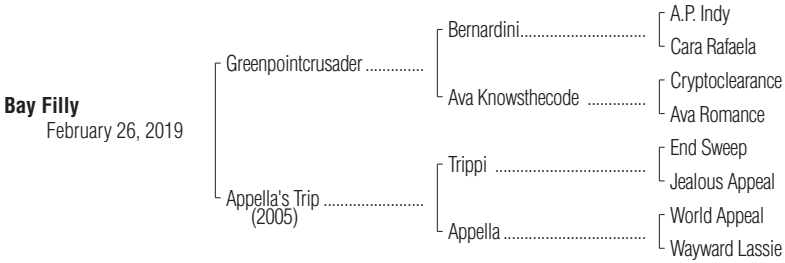 A.P. Indy
Bernardini..............................
Cara Rafaela
Greenpointcrusader ..............
Cryptoclearance
Ava Knowsthecode ..............
Ava Romance
Bay Filly
February 26, 2019
End Sweep
Trippi ....................................
Jealous Appeal
Appella's Trip ........................
(2005)
World Appeal
Appella ..................................
Wayward Lassie